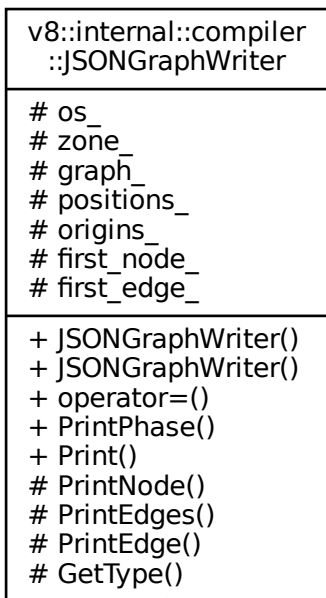 v8::internal::compiler
::JSONGraphWriter
# os_
# zone_
# graph_
# positions_
# origins_
# first_node_
# first_edge_
+ JSONGraphWriter()
+ JSONGraphWriter()
+ operator=()
+ PrintPhase()
+ Print()
# PrintNode()
# PrintEdges()
# PrintEdge()
# GetType()